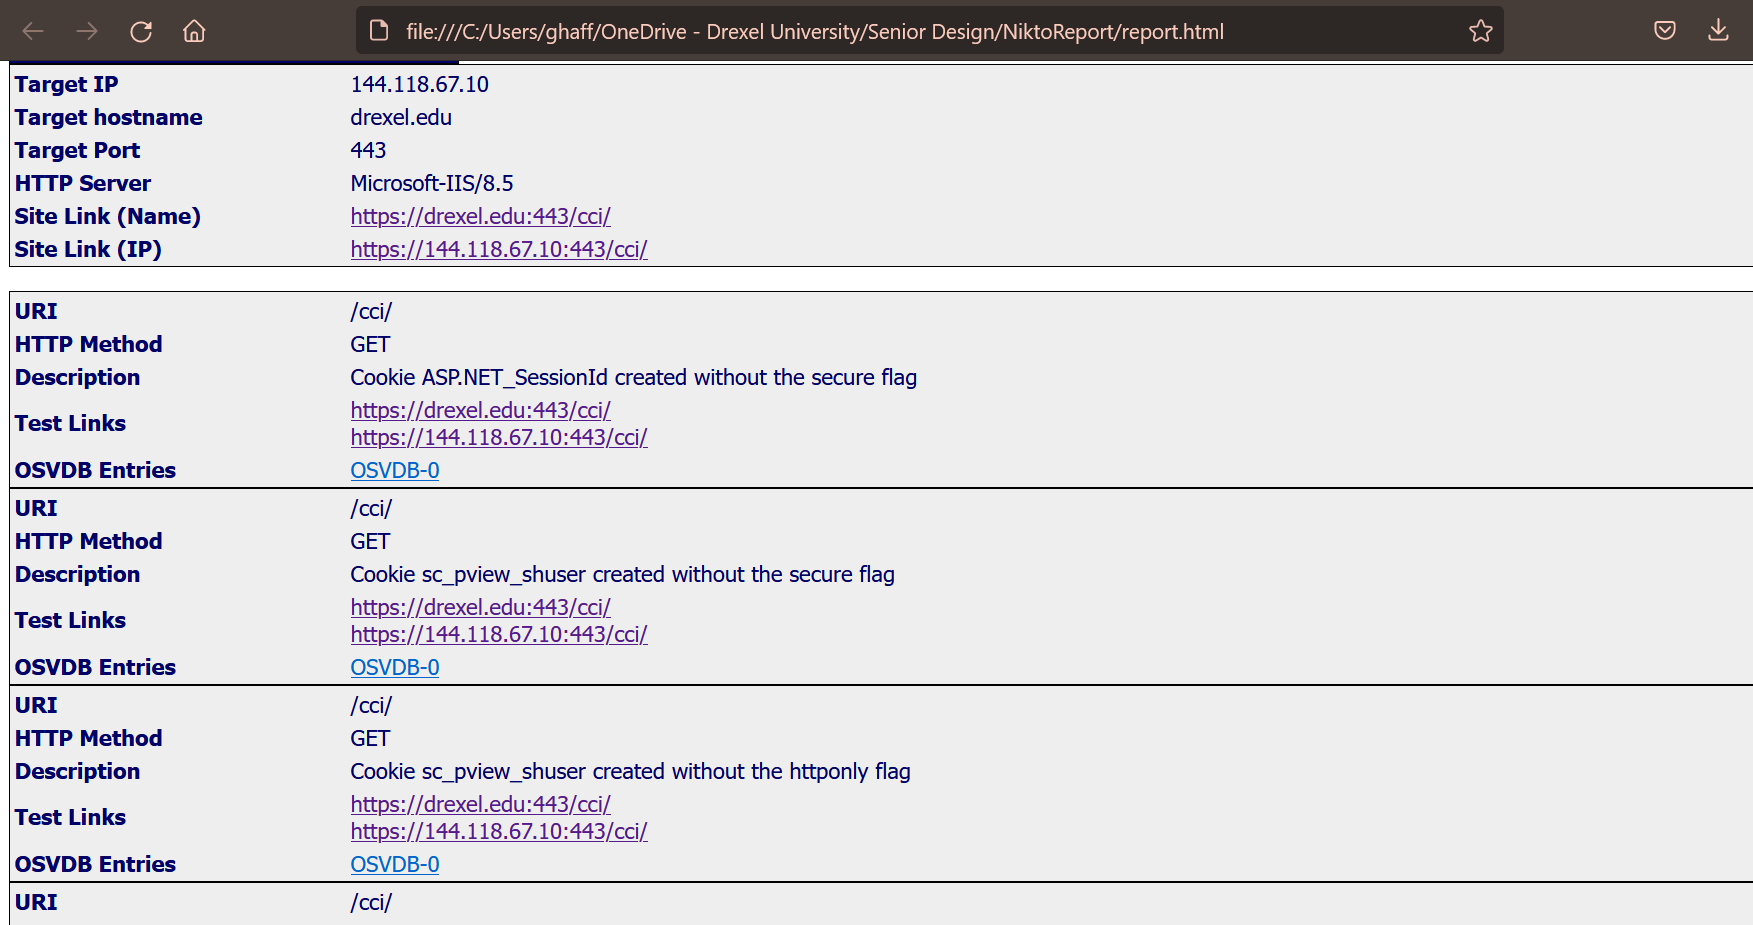 file:///C:/Users/ghaff/OneDrive - Drexel University/Senior Design/NiktoReport/report.html
Target IP 144.118.67.10
Target hostname drexel.edu
Target Port 443
HTTP Server Microsoft-IIS/8.5
Site Link (Name) https://drexel.edu:443/cci/
Site Link (IP) https://144.118.67.10:443/cci/
URI /cci/
HTTP Method GET
Description Cookie ASP.NET_SessionId created without the secure flag
Test Links https://drexel.edu:443/cci/
https://144.118.67.10:443/cci/
OSVDB Entries OSVDB-0
URI /cci/
HTTP Method GET
Description Cookie sc_pview_shuser created without the secure flag
Test Links https://drexel.edu:443/cci/
https://144.118.67.10:443/cci/
OSVDB Entries OSVDB-0
URI /cci/
HTTP Method GET
Description Cookie sc_pview_shuser created without the httponly flag
Test Links https://drexel.edu:443/cci/
https://144.118.67.10:443/cci/
OSVDB Entries OSVDB-0
URI /cci/